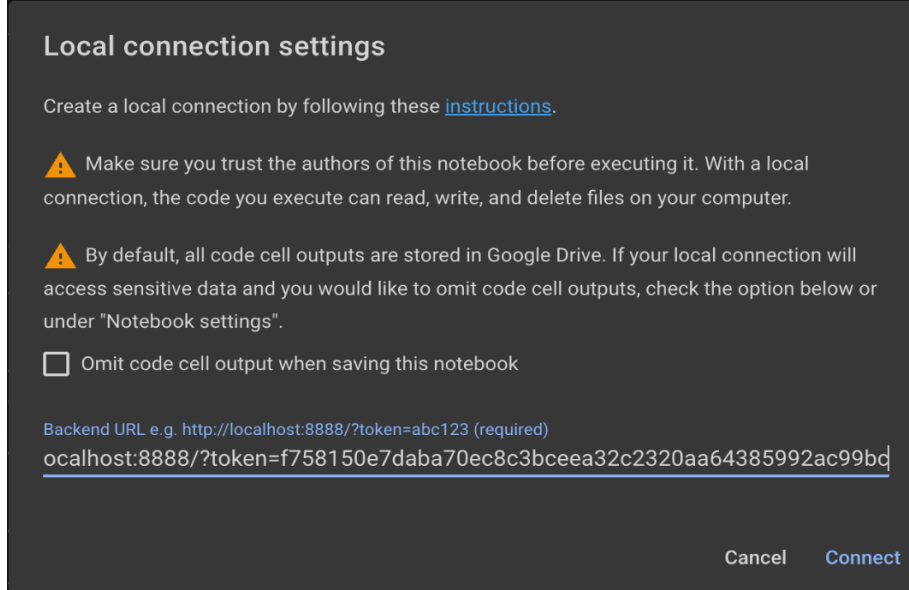 Local connection settings
Create a local connection by following these instructions.
Make sure you trust the authors of this notebook before executing it. With a local
connection, the code you execute can read, write, and delete files on your computer.
By default, all code cell outputs are stored in Google Drive. If your local connection will
access sensitive data and you would like to omit code cell outputs, check the option below or
under "Notebook settings".
Omit code cell output when saving this notebook
Backend URL e.g. http://localhost:8888/?token=abc123 (required)
ocalhost:8888/?token=f758150e7daba70ec8c3bceea32c2320aa64385992ac99bd
Cancel Connect